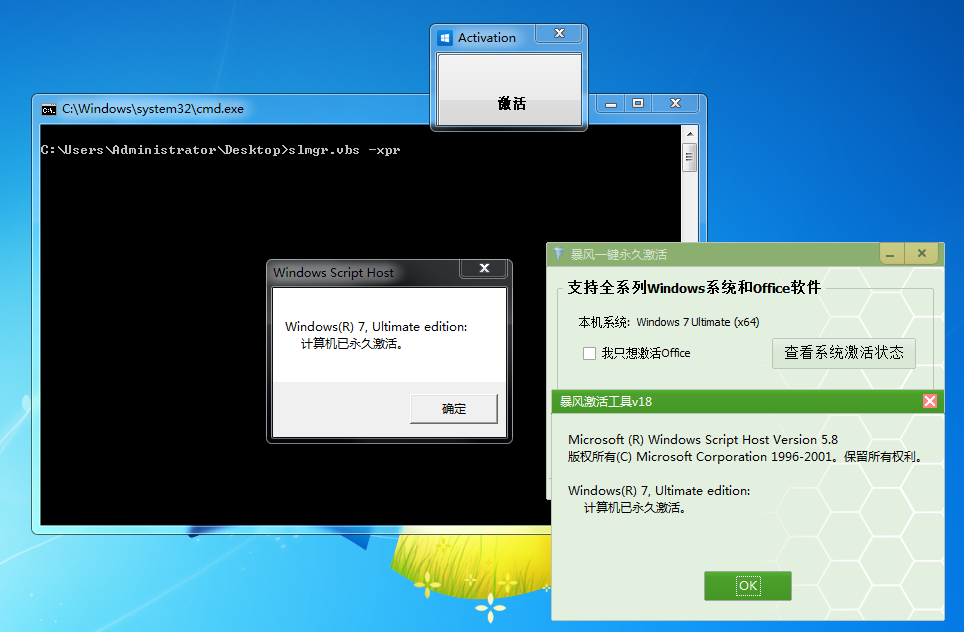 Activation
激活
C:\Windows\system32\cmd.exe
C:\Users\Administrator\Desktop>slmgr.vbs -xpr
Windows Script Host
Windows(R) 7, Ultimate edition:
计算机已永久激活。
确定
暴风一键永久激活
支持全系列Windows系统和Office软件
本机系统: Windows 7 Ultimate (x64)
我只想激活Office
查看系统激活状态
暴风激活工具v18
Microsoft (R) Windows Script Host Version 5.8
版权所有(C) Microsoft Corporation 1996-2001。保留所有权利。
Windows(R) 7, Ultimate edition:
计算机已永久激活。
OK